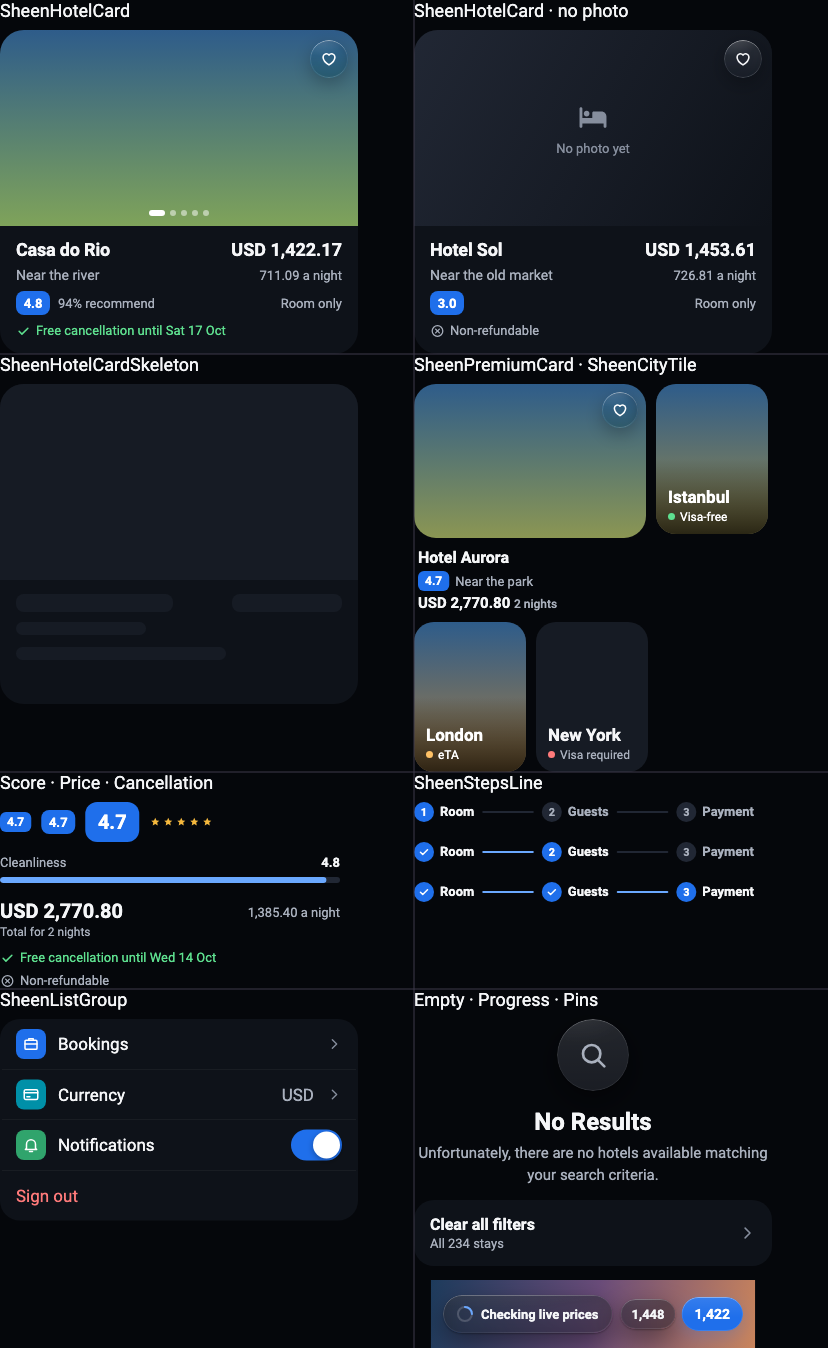 SheenHotelCard
Casa do Rio USD 1,422.17
Near the river 711.09 a night
4.8 94% recommend Room only
Free cancellation until Sat 17 Oct
SheenHotelCard · no photo
No photo yet
Hotel Sol USD 1,453.61
Near the old market 726.81 a night
3.0 Room only
Non-refundable
SheenHotelCardSkeleton
SheenPremiumCard · SheenCityTile
Istanbul
Visa-free
Hotel Aurora
4.7 Near the park
USD 2,770.80 2 nights
London
eTA
New York
Visa required
Score · Price · Cancellation
4.7 4.7 4.7
Cleanliness 4.8
USD 2,770.80 1,385.40 a night
Total for 2 nights
Free cancellation until Wed 14 Oct
Non-refundable
SheenStepsLine
1 Room 2 Guests 3 Payment
Room 2 Guests 3 Payment
Room Guests 3 Payment
SheenListGroup
Bookings
Currency USD
Notifications
Sign out
Empty · Progress · Pins
No Results
Unfortunately, there are no hotels available matching
your search criteria.
Clear all filters
All 234 stays
Checking live prices 1,448 1,422